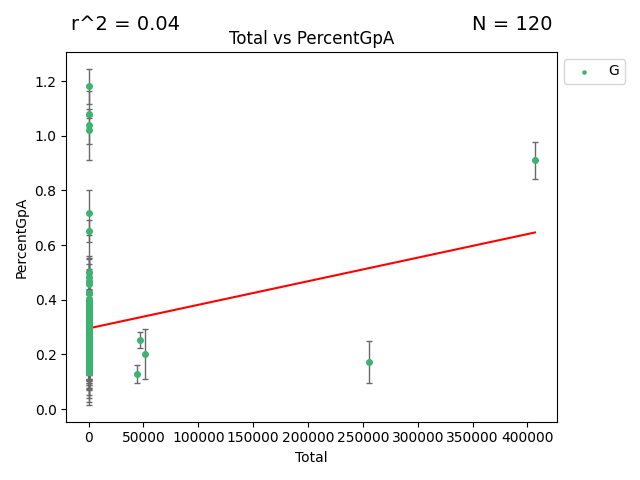 r^2 = 0.04
N = 120
Total vs PercentGpA
G
PercentGpA
1.2
1.0
0.8
0.6
0.4
0.2
0.0
0 50000 100000 150000 200000 250000 300000 350000 400000
Total